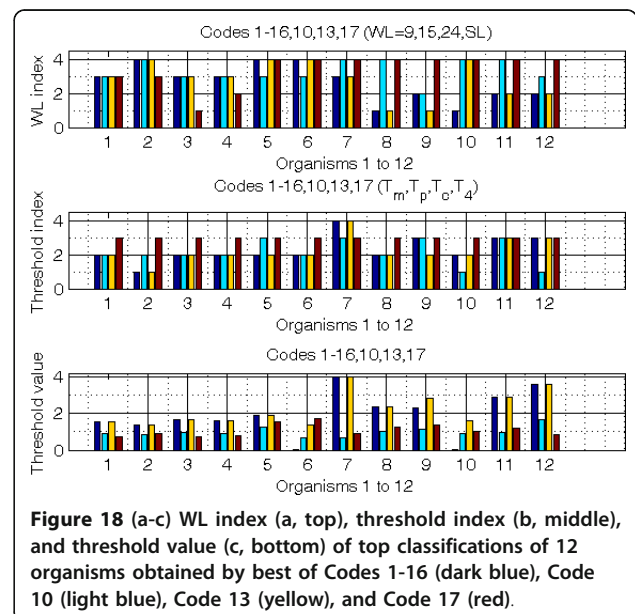 Codes 1-16,10,13,17 (WL=9,15,24,SL)
WL index
4
2
0
1 2 3 4 5 6 7 8 9 10 11 12
Organisms 1 to 12
Codes 1-16,10,13,17 (Tm,Tp,Tc,T4)
Threshold index
4
2
0
1 2 3 4 5 6 7 8 9 10 11 12
Organisms 1 to 12
Codes 1-16,10,13,17
Threshold value
4
2
0
1 2 3 4 5 6 7 8 9 10 11 12
Organisms 1 to 12
Figure 18 (a-c) WL index (a, top), threshold index (b, middle),
and threshold value (c, bottom) of top classifications of 12
organisms obtained by best of Codes 1-16 (dark blue), Code
10 (light blue), Code 13 (yellow), and Code 17 (red).